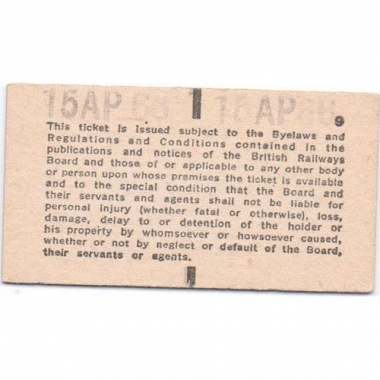 15AP 15AP
9
This ticket is issued subject to the Byelaws and
Regulations and Conditions contained in the
publications and notices of the British Railways
Board and those of or applicable to any other body
or person upon whose premises the ticket is available
and to the special condition that the Board and
their servants and agents shall not be liable for
personal injury (whether fatal or otherwise), loss,
damage, delay to or detention of the holder or
his property by whomsoever or howsoever caused,
whether or not by neglect or default of the Board,
their servants or agents.